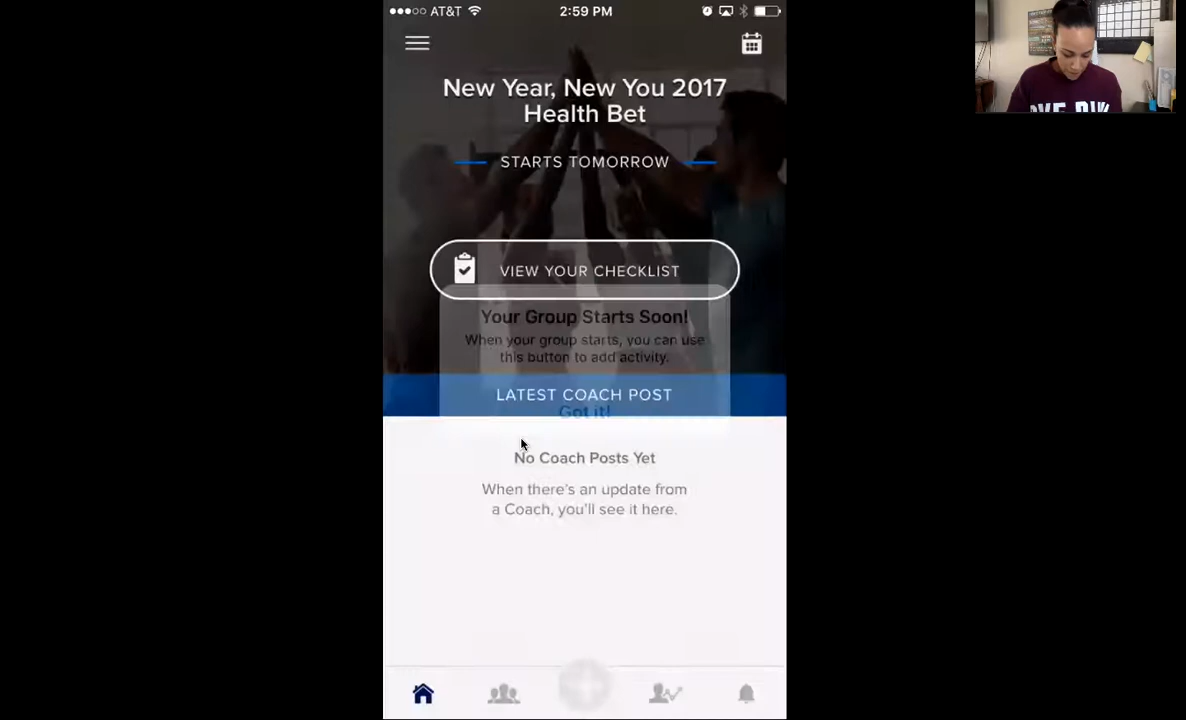 AT&T 2:59 PM
New Year, New You 2017
Health Bet
STARTS TOMORROW
VIEW YOUR CHECKLIST
Your Group Starts Soon!
When your group starts, you can use
this button to add activity.
LATEST COACH POST
Got it!
No Coach Posts Yet
When there's an update from
a Coach, you'll see it here.